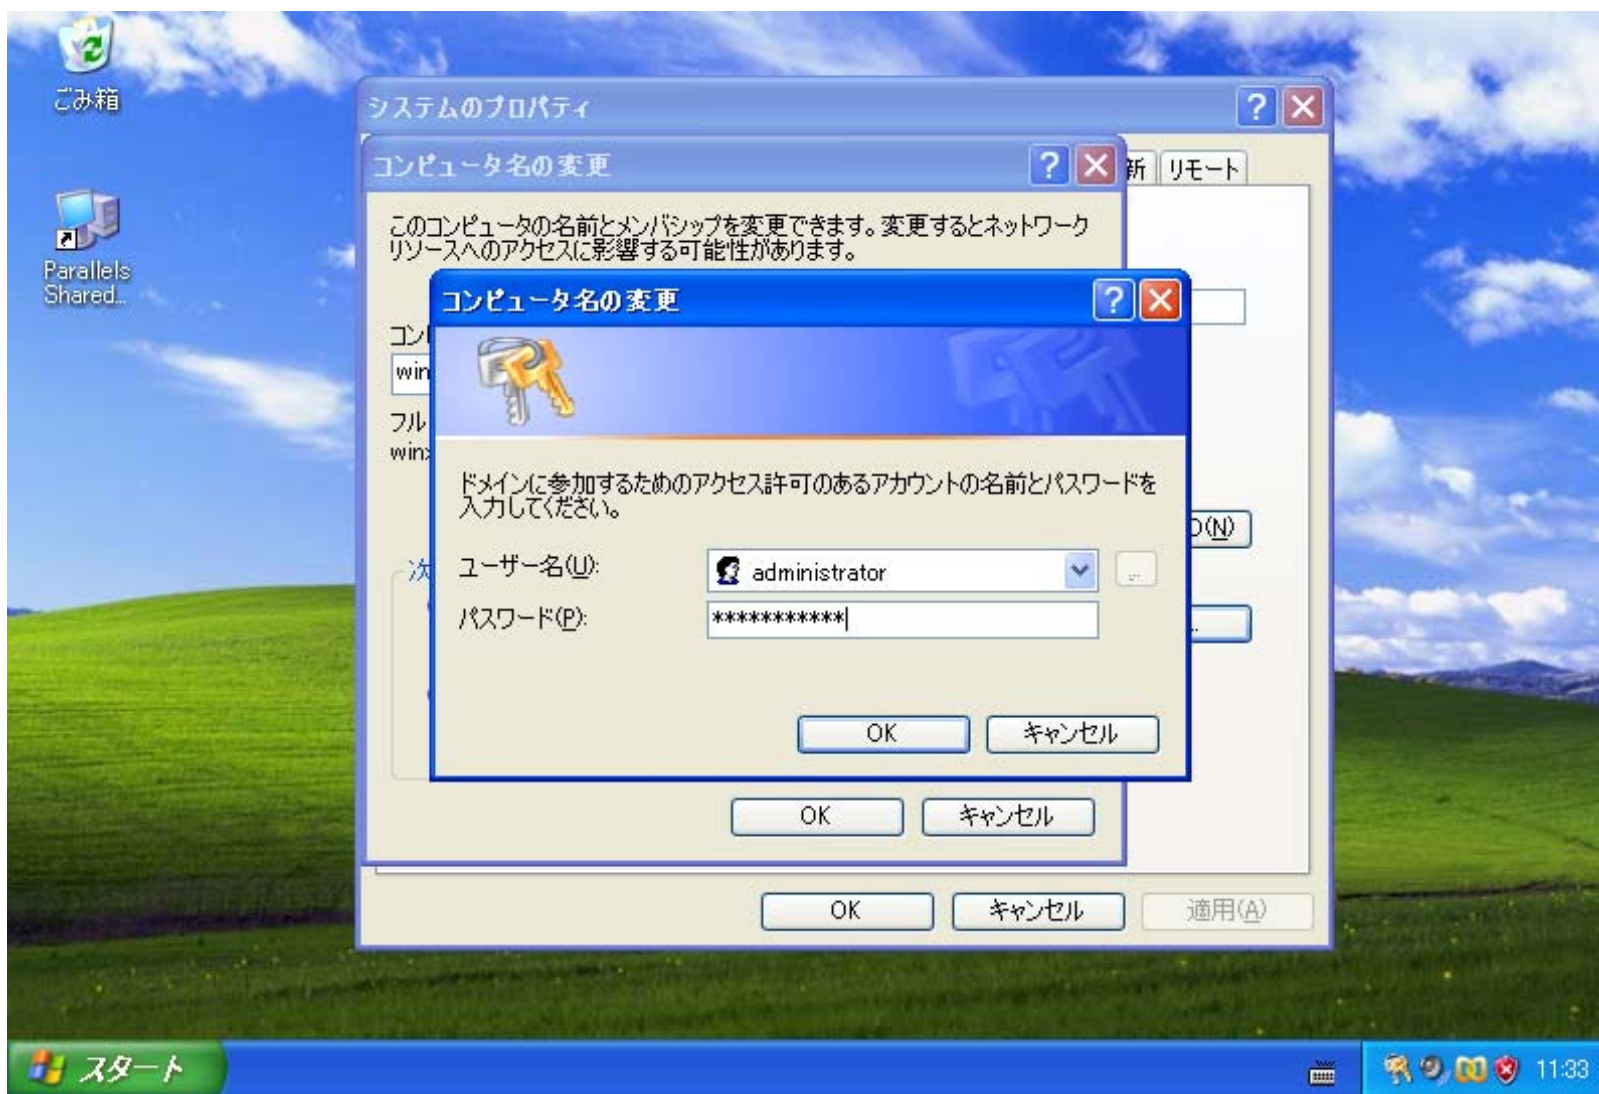 ごみ箱
Parallels
Shared...
システムのプロパティ
新
リモート
コンピュータ名の変更
このコンピュータの名前とメンバシップを変更できます。変更するとネットワーク
リソースへのアクセスに影響する可能性があります。
コンピュータ名の変更
win
フル
win
ドメインに参加するためのアクセス許可のあるアカウントの名前とパスワードを
入力してください。
(N)
次
ユーザー名(U):
administrator
...
パスワード(P):
***********
OK
キャンセル
OK
キャンセル
OK
キャンセル
適用(A)
スタート
11:33